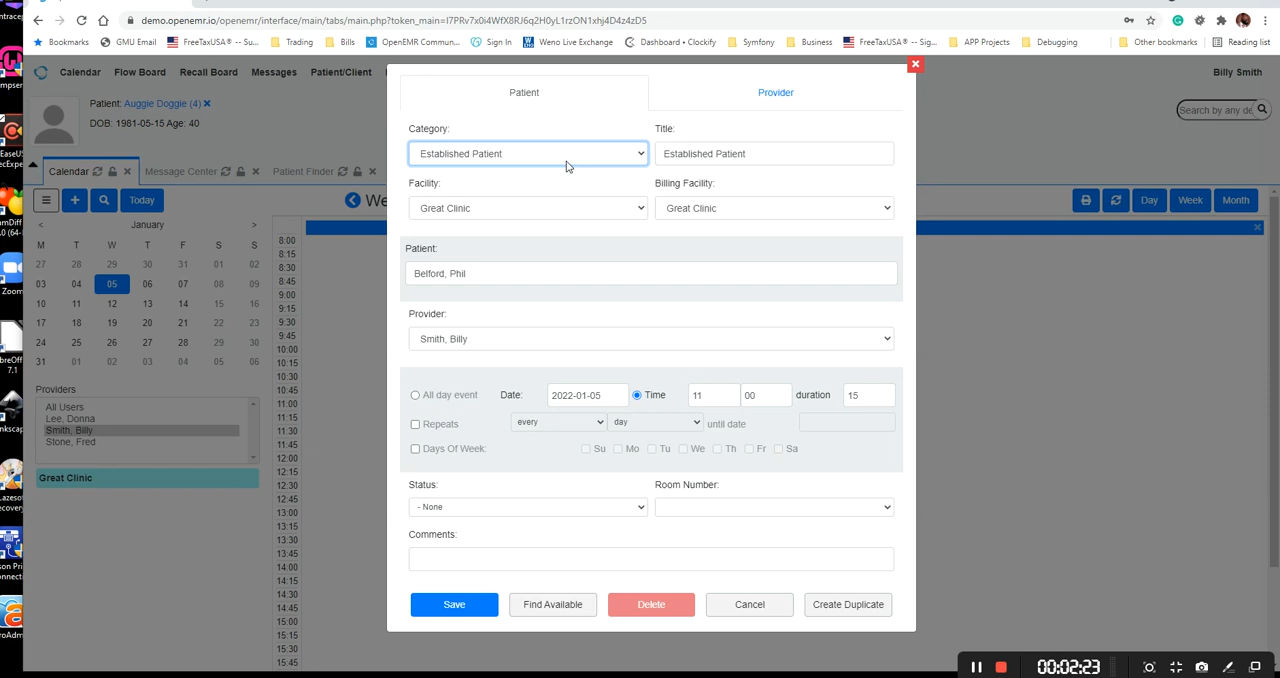 demo.openemr.io/openemr/interface/main/tabs/main.php?token_main=
Bookmarks GMU Email FreeTaxUSA® -- Su... Trading Bills OpenEMR Commun... Sign In Weno Live Exchange Dashboard • Clockify Symfony Business FreeTaxUSA® -- Sig... APP Projects Debugging Other bookmarks Reading list
Calendar Flow Board Recall Board Messages Patient/Client Billy Smith
Patient: Auggie Doggie (4)
DOB: 1981-05-15 Age: 40
Search by any de
Calendar Message Center Patient Finder
Today We Day Week Month
< January >
M T W T F S S
27 28 29 30 31 01 02
03 04 05 06 07 08 09
10 11 12 13 14 15 16
17 18 19 20 21 22 23
24 25 26 27 28 29 30
31 01 02 03 04 05 06
Providers
All Users
Lee, Donna
Smith, Billy
Stone, Fred
Great Clinic
8:00
8:15
8:30
8:45
9:00
9:15
9:30
9:45
10:00
10:15
10:30
10:45
11:00
11:15
11:30
11:45
12:00
12:15
12:30
12:45
13:00
13:15
13:30
13:45
14:00
14:15
14:30
14:45
15:00
15:15
15:30
15:45
Patient Provider
Category: Title:
Established Patient Established Patient
Facility: Billing Facility:
Great Clinic Great Clinic
Patient:
Belford, Phil
Provider:
Smith, Billy
All day event Date: 2022-01-05 Time 11 00 duration 15
Repeats every day until date
Days Of Week: Su Mo Tu We Th Fr Sa
Status: Room Number:
- None
Comments:
Save Find Available Delete Cancel Create Duplicate
00:02:23
Zoom
7.1